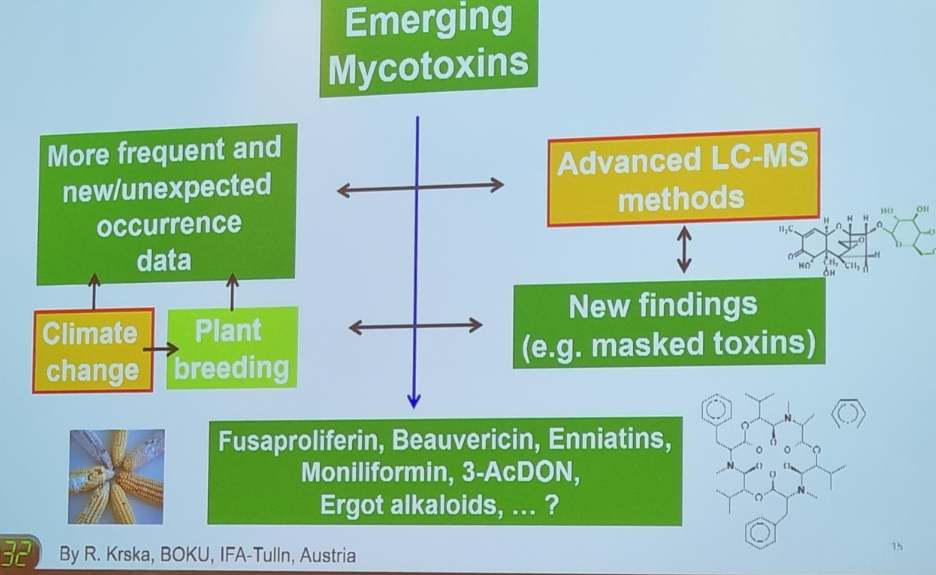 Emerging
Mycotoxins
More frequent and
new/unexpected
occurrence
data
Advanced LC-MS
methods
Climate
change
Plant
breeding
New findings
(e.g. masked toxins)
Fusaproliferin, Beauvericin, Enniatins,
Moniliformin, 3-AcDON,
Ergot alkaloids, ... ?
32
By R. Krska, BOKU, IFA-Tulln, Austria
15